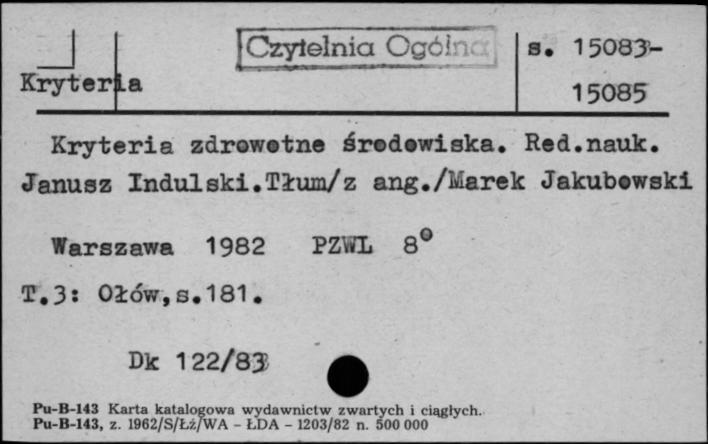 Czytelnia Ogólna
s. 15083-
Kryteria
15085
Kryteria zdrowotne środowiska. Red.nauk.
Janusz Indulski.Tłum/z ang./Marek Jakubowski
Warszawa 1982 PZWL 8°
T.3: Ołów,s.181.
Dk 122/83
Pu-B-143 Karta katalogowa wydawnictw zwartych i ciągłych.
Pu-B-143, z. 1962/S/Łź/WA - ŁDA - 1203/82 n. 500 000